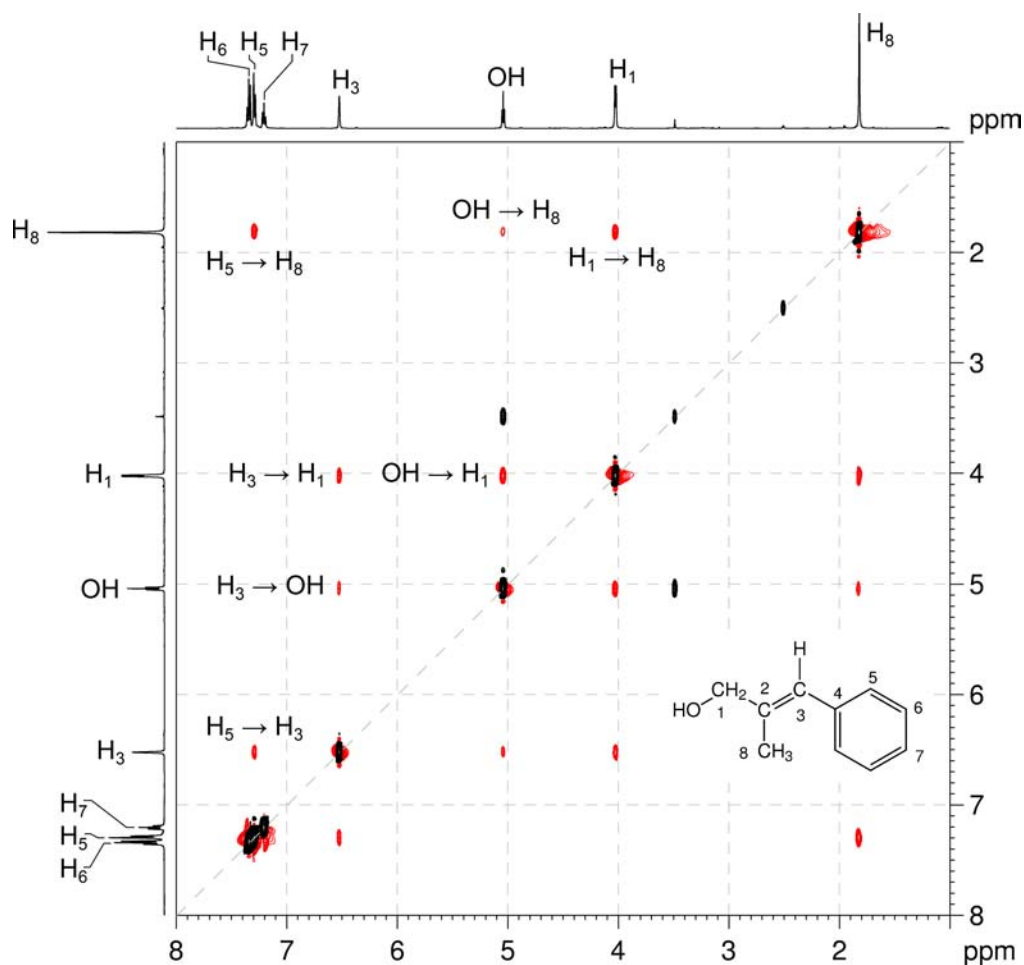 H₆ H₅ H₇
H₃
OH
H₁
H₈
ppm
H₈
OH → H₈
H₅ → H₈
H₁ → H₈
2
3
H₁
H₃ → H₁
OH → H₁
4
OH
H₃ → OH
5
H
HO
CH₂
1
2
C
3
4
5
6
7
8 CH₃
6
H₅ → H₃
H₃
H₇
H₅
H₆
7
8
8 7 6 5 4 3 2 ppm